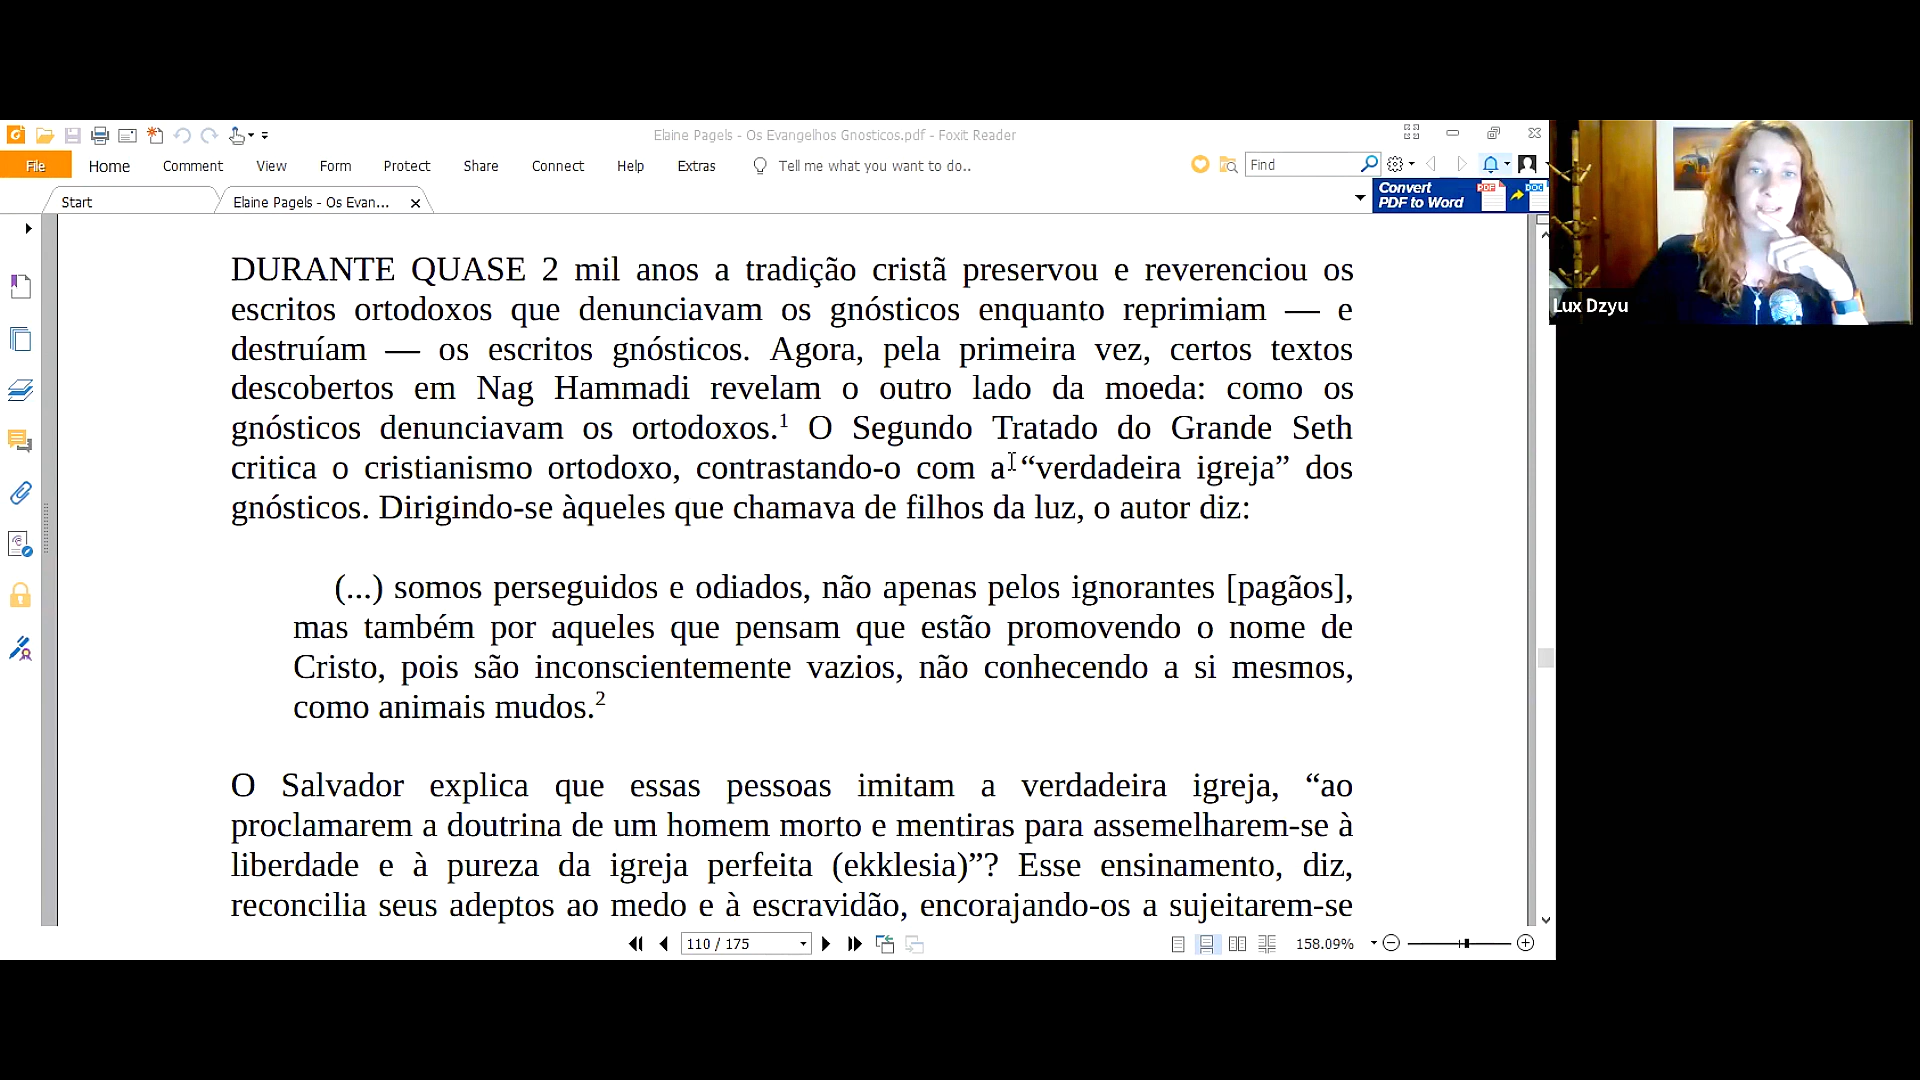 Elaine Pagels - Os Evangelhos Gnosticos.pdf - Foxit Reader
File Home Comment View Form Protect Share Connect Help Extras Tell me what you want to do.. Find
Start Elaine Pagels - Os Evan...
Convert
PDF to Word
PDF DOC
DURANTE QUASE 2 mil anos a tradição cristã preservou e reverenciou os
escritos ortodoxos que denunciavam os gnósticos enquanto reprimiam — e
destruíam — os escritos gnósticos. Agora, pela primeira vez, certos textos
descobertos em Nag Hammadi revelam o outro lado da moeda: como os
gnósticos denunciavam os ortodoxos.1 O Segundo Tratado do Grande Seth
critica o cristianismo ortodoxo, contrastando-o com a “verdadeira igreja” dos
gnósticos. Dirigindo-se àqueles que chamava de filhos da luz, o autor diz:
(...) somos perseguidos e odiados, não apenas pelos ignorantes [pagãos],
mas também por aqueles que pensam que estão promovendo o nome de
Cristo, pois são inconscientemente vazios, não conhecendo a si mesmos,
como animais mudos.2
O Salvador explica que essas pessoas imitam a verdadeira igreja, “ao
proclamarem a doutrina de um homem morto e mentiras para assemelharem-se à
liberdade e à pureza da igreja perfeita (ekklesia)”? Esse ensinamento, diz,
reconcilia seus adeptos ao medo e à escravidão, encorajando-os a sujeitarem-se
110 / 175
158.09%
Lux Dzyu